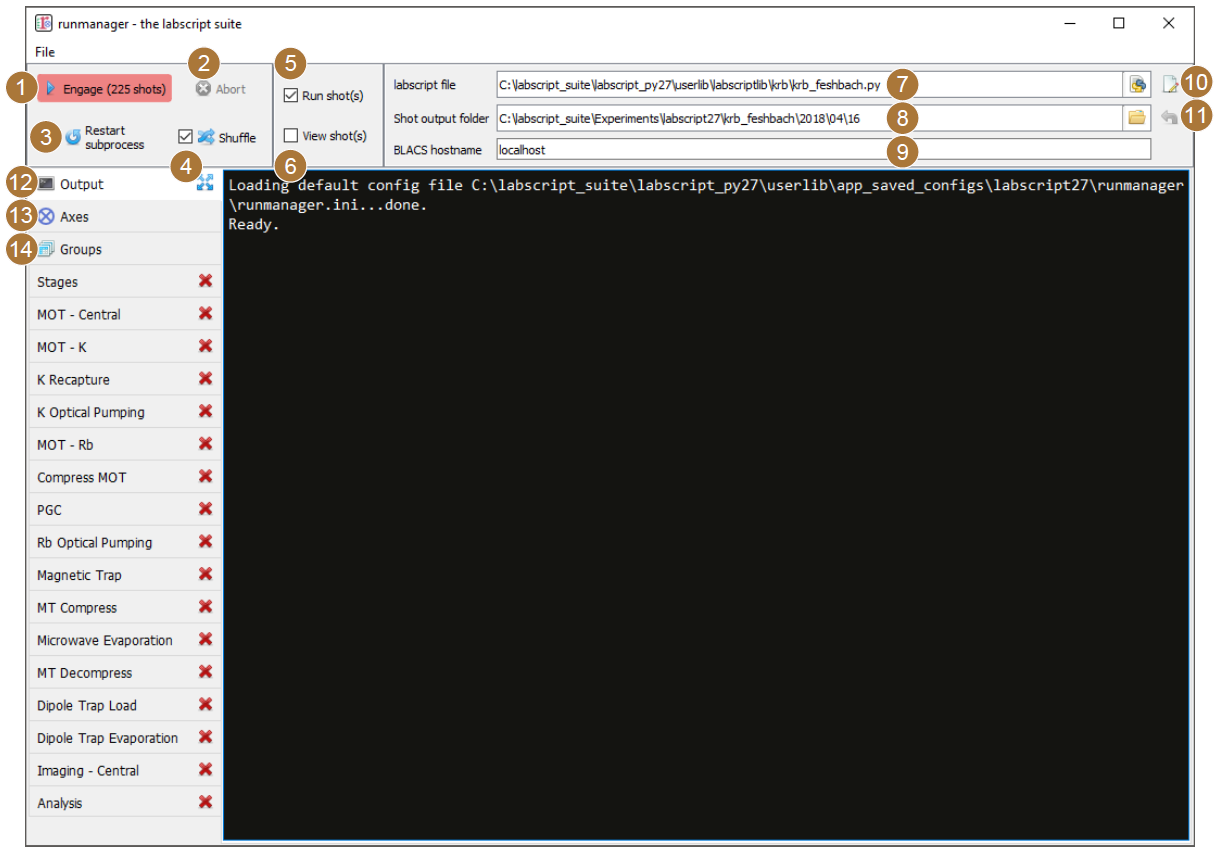 runmanager - the labscript suite
File
1 Engage (225 shots) 2 Abort
3 Restart subprocess
4 Shuffle
5 Run shot(s)
6 View shot(s)
labscript file C:\labscript_suite\labscript_py27\userlib\labscriptlib\krb\krb_feshbach.py 7 10
Shot output folder C:\labscript_suite\Experiments\labscript27\krb_feshbach\2018\04\16 8 11
BLACS hostname localhost 9
12 Output
13 Axes
14 Groups
Stages
MOT - Central
MOT - K
K Recapture
K Optical Pumping
MOT - Rb
Compress MOT
PGC
Rb Optical Pumping
Magnetic Trap
MT Compress
Microwave Evaporation
MT Decompress
Dipole Trap Load
Dipole Trap Evaporation
Imaging - Central
Analysis
Loading default config file C:\labscript_suite\labscript_py27\userlib\app_saved_configs\labscript27\runmanager
\runmanager.ini...done.
Ready.